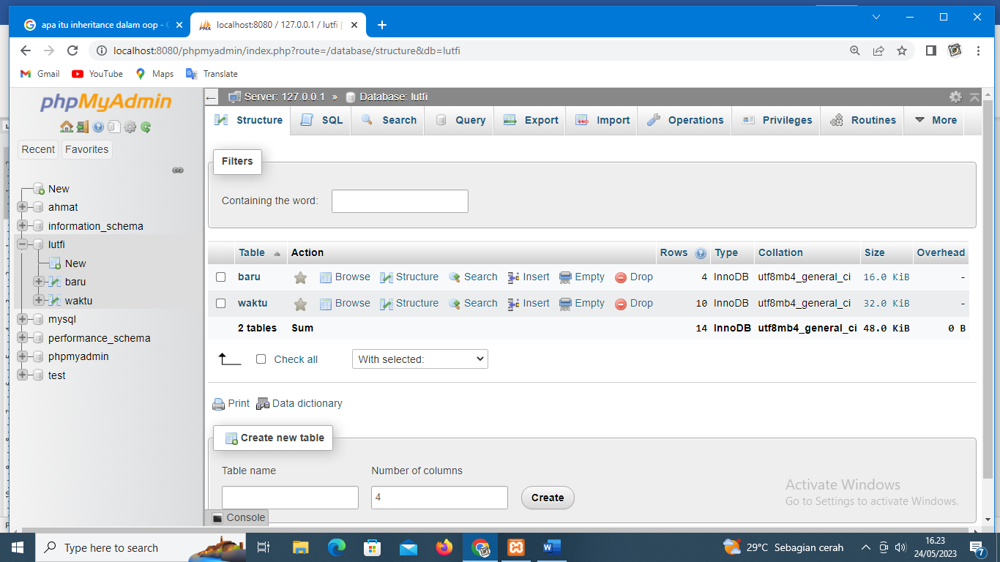 apa itu inheritance dalam oop -
localhost:8080 / 127.0.0.1 / lutfi |
localhost:8080/phpmyadmin/index.php?route=/database/structure&db=lutfi
Gmail YouTube Maps Translate
phpMyAdmin
Recent Favorites
New
ahmat
information_schema
lutfi
New
baru
waktu
mysql
performance_schema
phpmyadmin
test
Server: 127.0.0.1 » Database: lutfi
Structure SQL Search Query Export Import Operations Privileges Routines More
Filters
Containing the word:
Table Action Rows Type Collation Size Overhead
baru Browse Structure Search Insert Empty Drop 4 InnoDB utf8mb4_general_ci 16.0 KiB -
waktu Browse Structure Search Insert Empty Drop 10 InnoDB utf8mb4_general_ci 32.0 KiB -
2 tables Sum 14 InnoDB utf8mb4_general_ci 48.0 KiB 0 B
Check all With selected:
Print Data dictionary
Create new table
Table name Number of columns
4 Create
Console
Activate Windows
Go to Settings to activate Windows.
Type here to search
29°C Sebagian cerah
16.23
24/05/2023
7